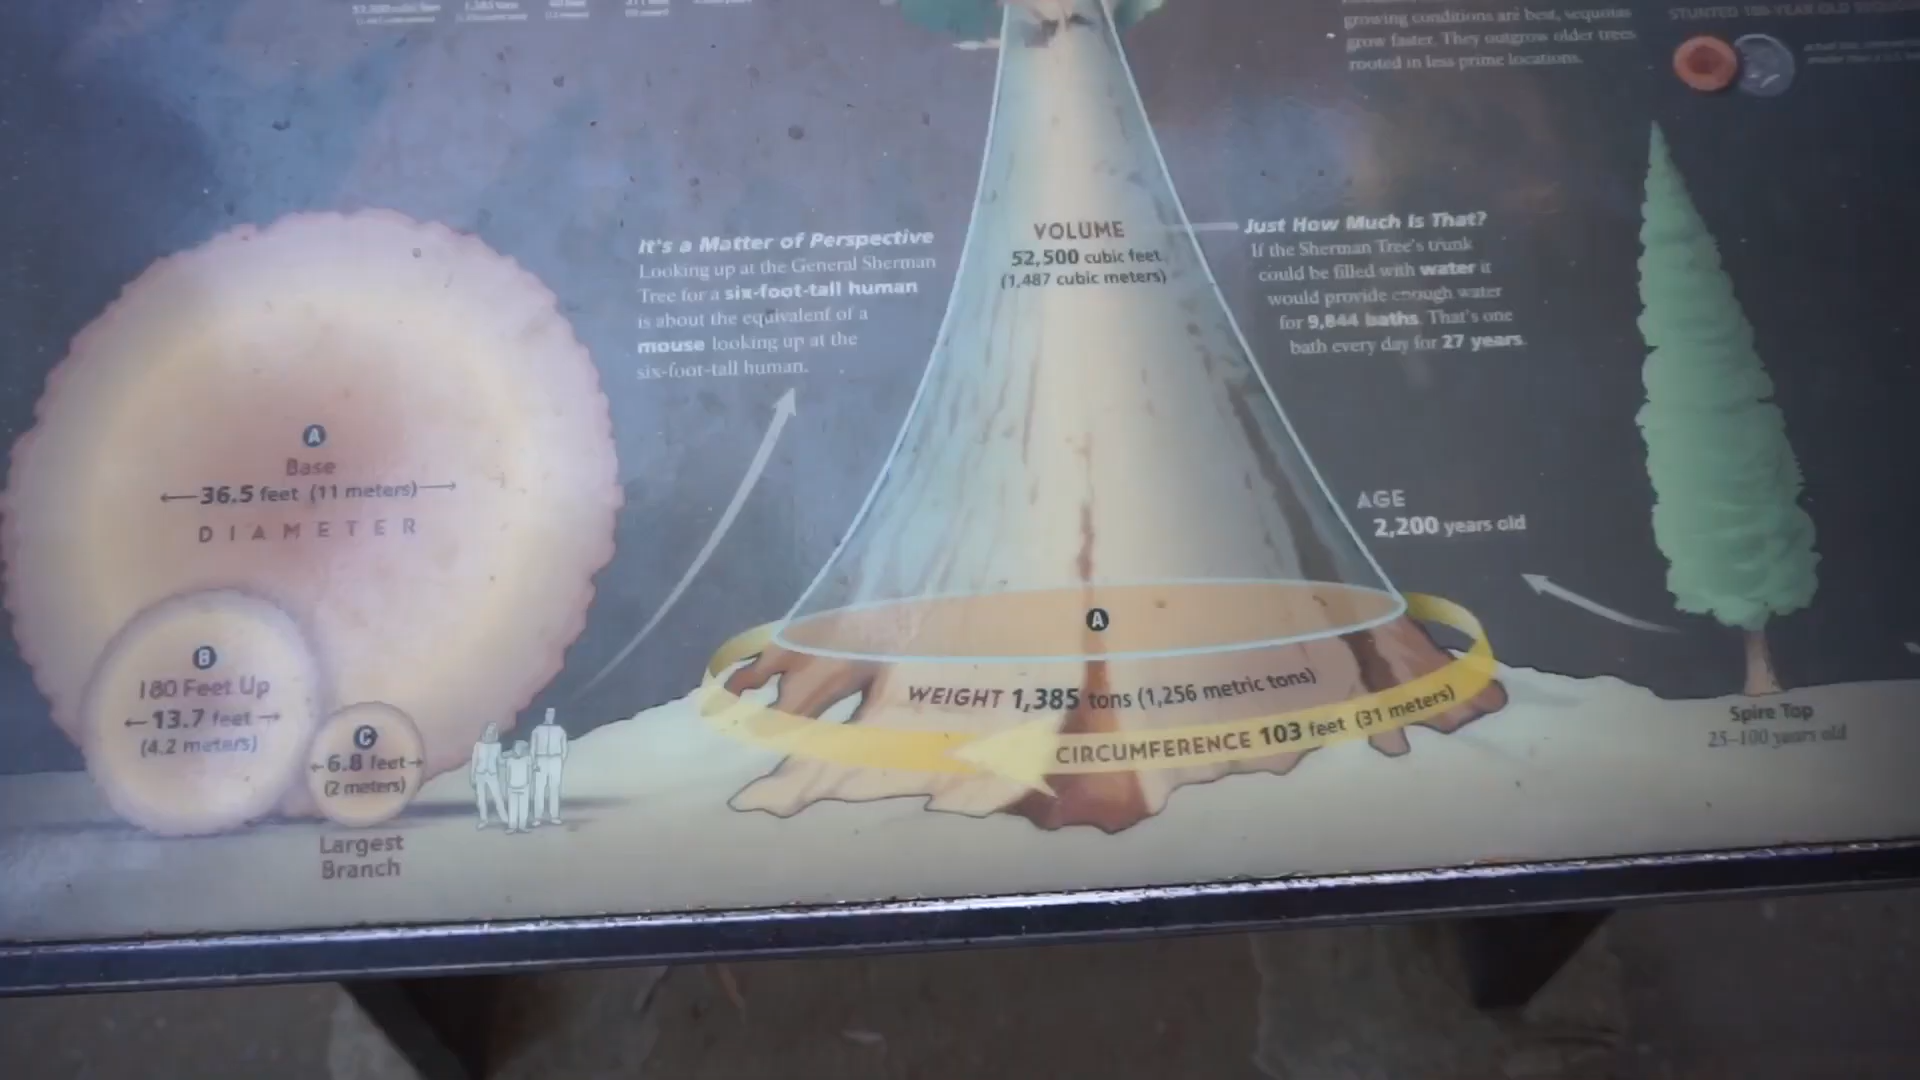 growing conditions are best, sequoias
grow faster. They outgrow older trees
rooted in less prime locations.
STUNTED 100-YEAR OLD
It's a Matter of Perspective
Looking up at the General Sherman
Tree for a six-foot-tall human
is about the equivalent of a
mouse looking up at the
six-foot-tall human.
VOLUME
52,500 cubic feet
(1,487 cubic meters)
Just How Much Is That?
If the Sherman Tree's trunk
could be filled with water it
would provide enough water
for 9,844 baths. That's one
bath every day for 27 years.
A
Base
36.5 feet (11 meters)
DIAMETER
AGE
2,200 years old
B
180 Feet Up
13.7 feet
(4.2 meters)
C
6.8 feet
(2 meters)
Largest
Branch
A
WEIGHT 1,385 tons (1,256 metric tons)
CIRCUMFERENCE 103 feet (31 meters)
Spire Top
25–100 years old